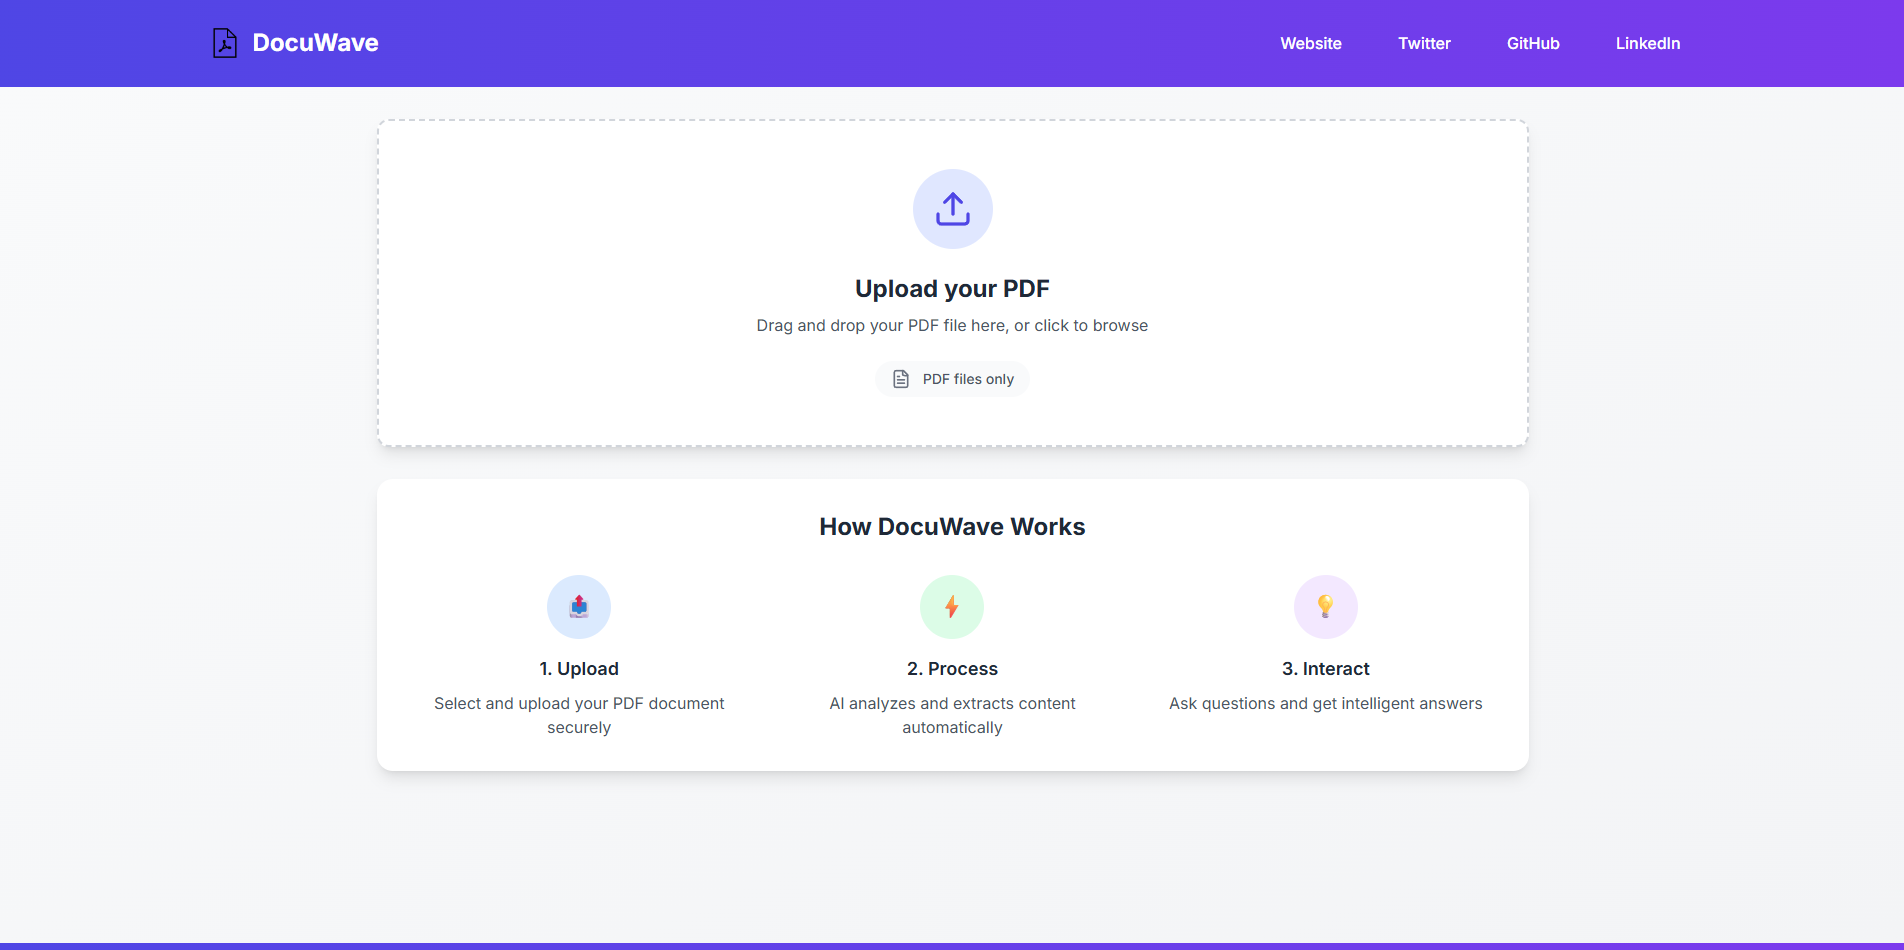 DocuWave
Website
Twitter
GitHub
LinkedIn
Upload your PDF
Drag and drop your PDF file here, or click to browse
PDF files only
How DocuWave Works
1. Upload
Select and upload your PDF document
securely
2. Process
AI analyzes and extracts content
automatically
3. Interact
Ask questions and get intelligent answers